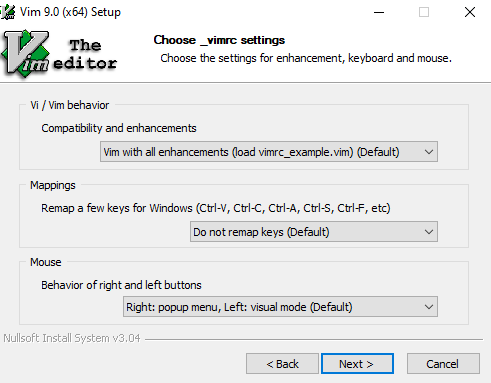 Vim 9.0 (x64) Setup
Vim
The
editor
Choose _vimrc settings
Choose the settings for enhancement, keyboard and mouse.
Vi / Vim behavior
Compatibility and enhancements
Vim with all enhancements (load vimrc_example.vim) (Default)
Mappings
Remap a few keys for Windows (Ctrl-V, Ctrl-C, Ctrl-A, Ctrl-S, Ctrl-F, etc)
Do not remap keys (Default)
Mouse
Behavior of right and left buttons
Right: popup menu, Left: visual mode (Default)
Nullsoft Install System v3.04
< Back
Next >
Cancel